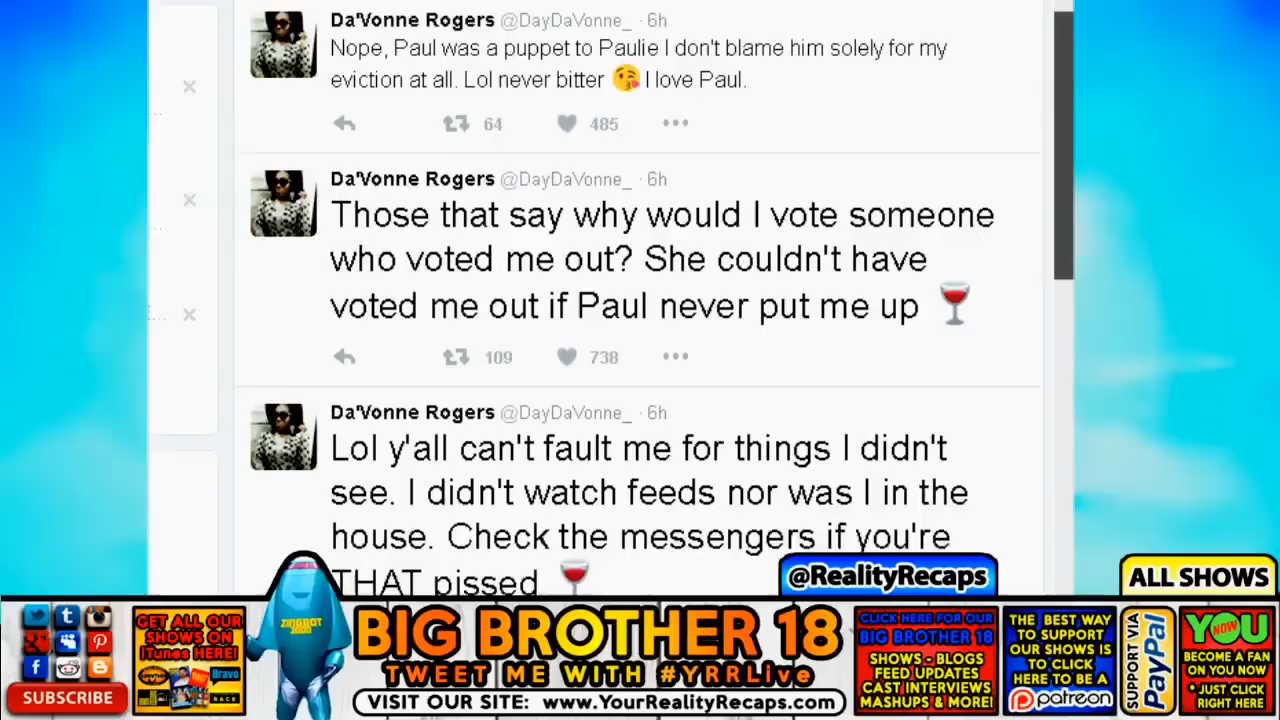 Da'Vonne Rogers @DayDaVonne_ · 6h
Nope, Paul was a puppet to Paulie I don't blame him solely for my
eviction at all. Lol never bitter 😘 I love Paul.
64 485 •••
Da'Vonne Rogers @DayDaVonne_ · 6h
Those that say why would I vote someone
who voted me out? She couldn't have
voted me out if Paul never put me up 🍷
109 738 •••
Da'Vonne Rogers @DayDaVonne_ · 6h
Lol y'all can't fault me for things I didn't
see. I didn't watch feeds nor was I in the
house. Check the messengers if you're
THAT pissed 🍷
@RealityRecaps
ALL SHOWS
SUBSCRIBE
GET ALL OUR
SHOWS ON
iTunes HERE!
Bravo
RACE
ZINGBOT
BIG BROTHER 18
TWEET ME WITH #YRRLive
VISIT OUR SITE: www.YourRealityRecaps.com
CLICK HERE FOR OUR
BIG BROTHER 18
SHOWS - BLOGS
FEED UPDATES
CAST INTERVIEWS
MASHUPS & MORE!
THE BEST WAY
TO SUPPORT
OUR SHOWS IS
TO CLICK
HERE TO BE A
patreon
SUPPORT VIA
PayPal
YOU
NOW
BECOME A FAN
ON YOU NOW
* JUST CLICK
RIGHT HERE